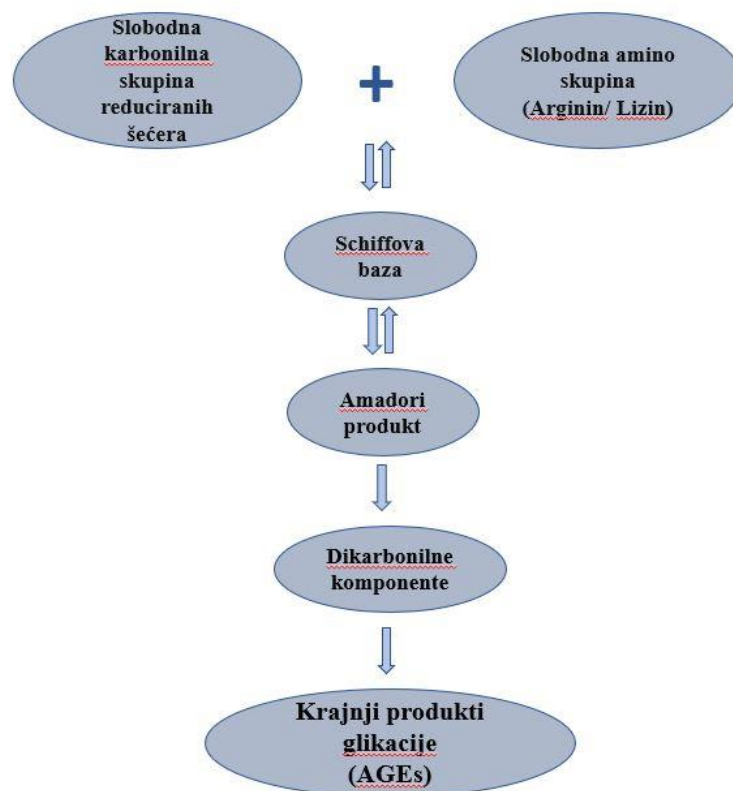 Slobodna
karbonilna
skupina
reduciranih
šećera
+
Slobodna amino
skupina
(Arginin/ Lizin)
Schiffova
baza
Amadori
produkt
Dikarbonilne
komponente
Krajnji produkti
glikacije
(AGEs)